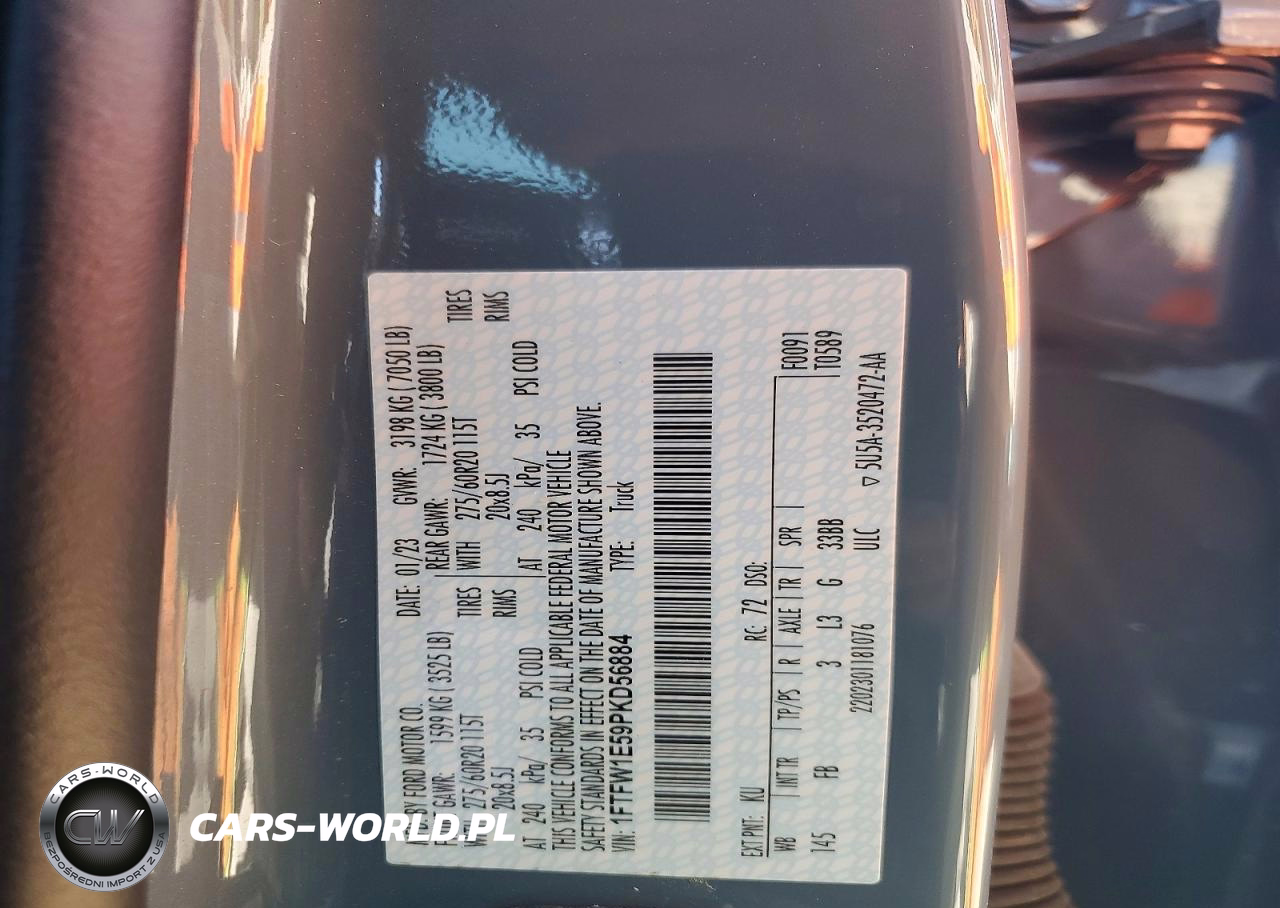 BY FORD MOTOR CO.
DATE: 01/23
GVWR: 3198 KG ( 7050 LB)
GAWR: 1599 KG ( 3525 LB)
REAR GAWR: 1724 KG ( 3800 LB)
275/60R20 115T TIRES
WITH 275/60R20 115T TIRES
20x8.5J RIMS
20x8.5J RIMS
AT 240 kPa/ 35 PSI COLD
AT 240 kPa/ 35 PSI COLD
THIS VEHICLE CONFORMS TO ALL APPLICABLE FEDERAL MOTOR VEHICLE
SAFETY STANDARDS IN EFFECT ON THE DATE OF MANUFACTURE SHOWN ABOVE.
VIN: 1FTFW1E59PKD56884
TYPE: Truck
EXT PNT: KU RC: 72 DSO:
WB INT TR TP/PS R AXLE TR SPR F0091
145 FB 3 L3 G 33BB T0589
2202301181076 ULC ▽ 5U5A-3520472-AA
CARS-WORLD
CW
BEZPOŚREDNI IMPORT Z USA
CARS-WORLD.PL